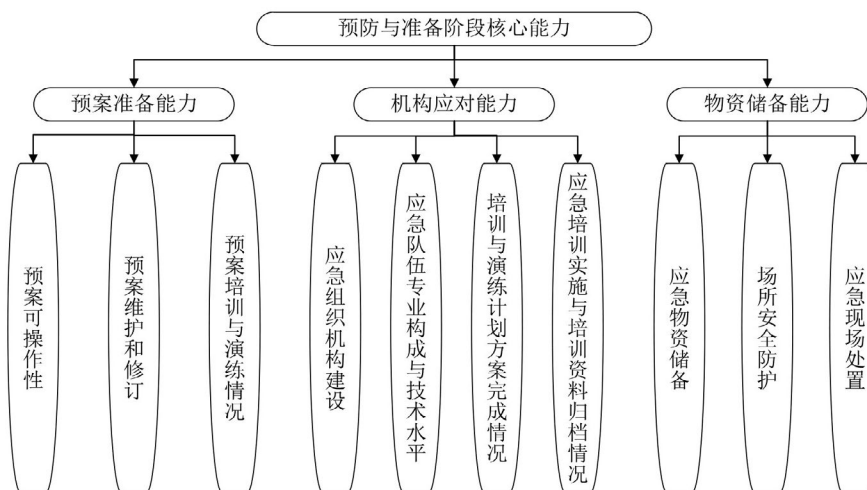 预防与准备阶段核心能力
预案准备能力
机构应对能力
物资储备能力
预案可操作性
预案维护和修订
预案培训与演练情况
应急组织机构建设
应急队伍专业构成与技术水平
培训与演练计划方案完成情况
应急培训实施与培训资料归档情况
应急物资储备
场所安全防护
应急现场处置